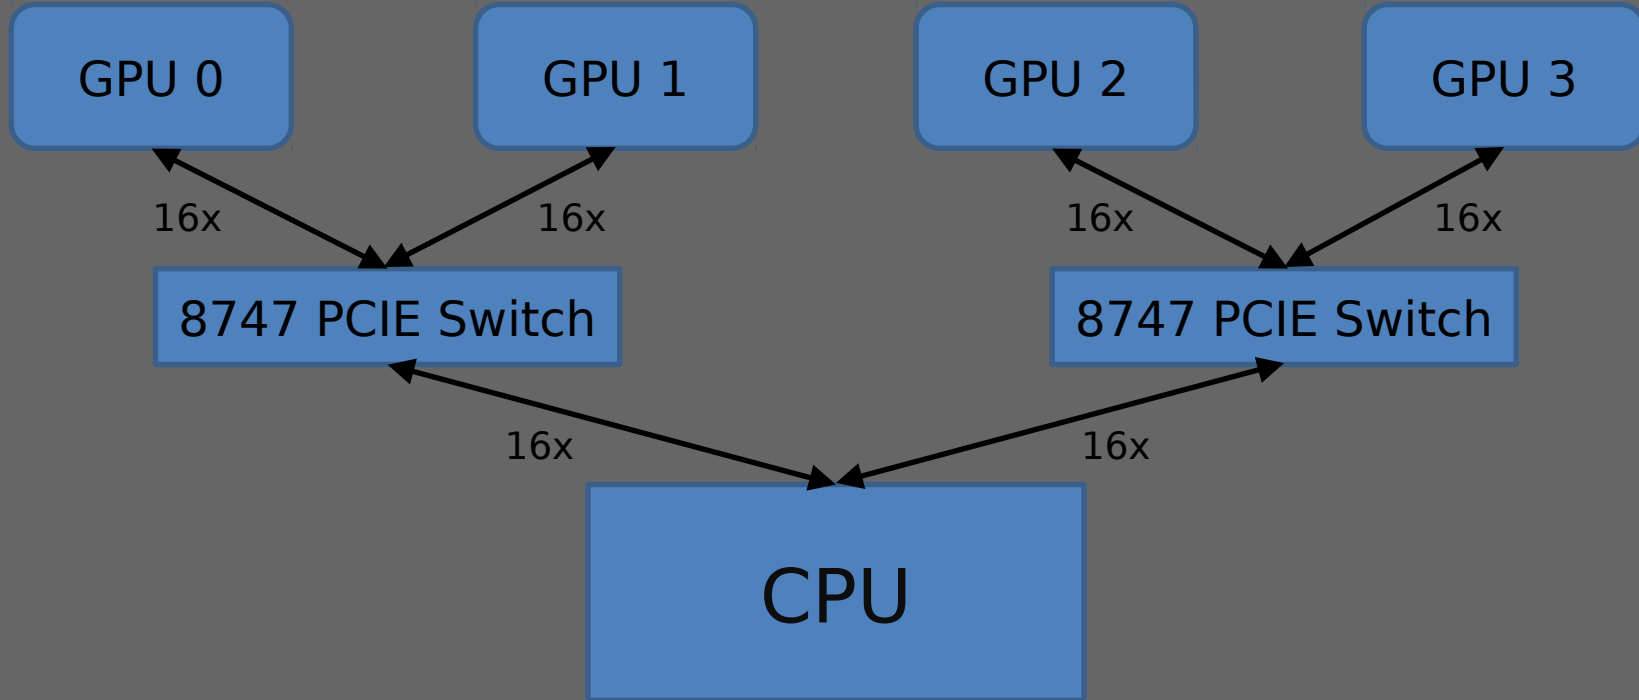 GPU 0
GPU 1
GPU 2
GPU 3
16x
16x
16x
16x
8747 PCIE Switch
8747 PCIE Switch
16x
16x
CPU